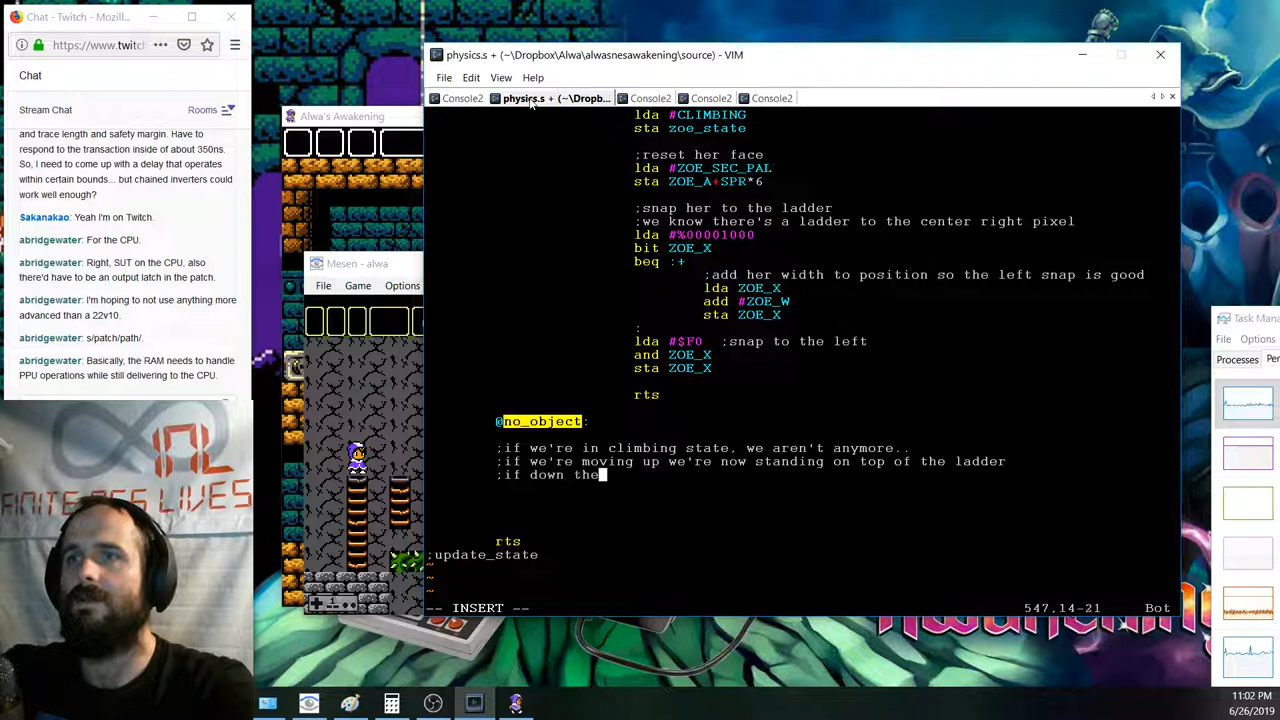 Chat - Twitch - Mozill...
https://www.twitcl
Chat
Stream Chat
Rooms
and trace length and safety margin. Have to
respond to the transaction inside of about 350ns.
So, I need to come up with a delay that operates
within certain bounds... but chained inverters could
work well enough?
Sakanakao: Yeah I'm on Twitch.
abridgewater: For the CPU.
abridgewater: Right, SUT on the CPU, also
there'd have to be an output latch in the patch.
abridgewater: I'm hoping to not use anything more
advanced than a 22v10.
abridgewater: s/patch/path/.
abridgewater: Basically, the RAM needs to handle
PPU operations while still delivering to the CPU.
Alwa's Awakening
Mesen - alwa
File Game Options
physics.s + (~\Dropbox\Alwa\alwasnesawakening\source) - VIM
File Edit View Help
Console2 physics.s + (~\Dropb... Console2 Console2 Console2
lda #CLIMBING
sta zoe_state
;reset her face
lda #ZOE_SEC_PAL
sta ZOE_A+SPR*6
;snap her to the ladder
;we know there's a ladder to the center right pixel
lda #%00001000
bit ZOE_X
beq :+
;add her width to position so the left snap is good
lda ZOE_X
add #ZOE_W
sta ZOE_X
:
lda #$F0 ;snap to the left
and ZOE_X
sta ZOE_X
rts
@no_object:
;if we're in climbing state, we aren't anymore..
;if we're moving up we're now standing on top of the ladder
;if down the
rts
;update_state
~
~
-- INSERT -- 547,14-21 Bot
Task Mana
File Options
Processes Per
11:02 PM
6/26/2019